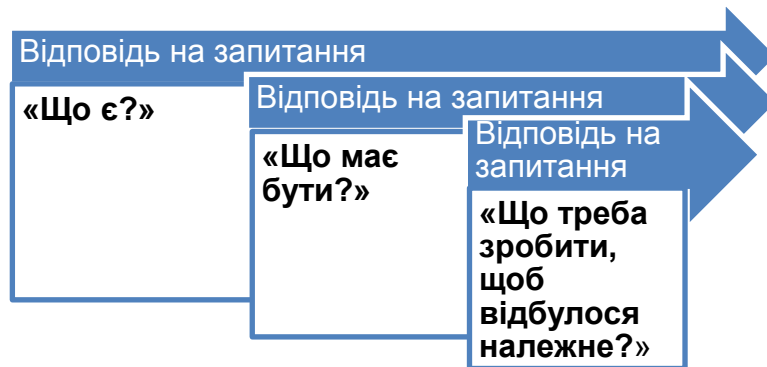 Відповідь на запитання
«Що є?»
Відповідь на запитання
«Що має
бути?»
Відповідь на
запитання
«Що треба
зробити,
щоб
відбулося
належне?»